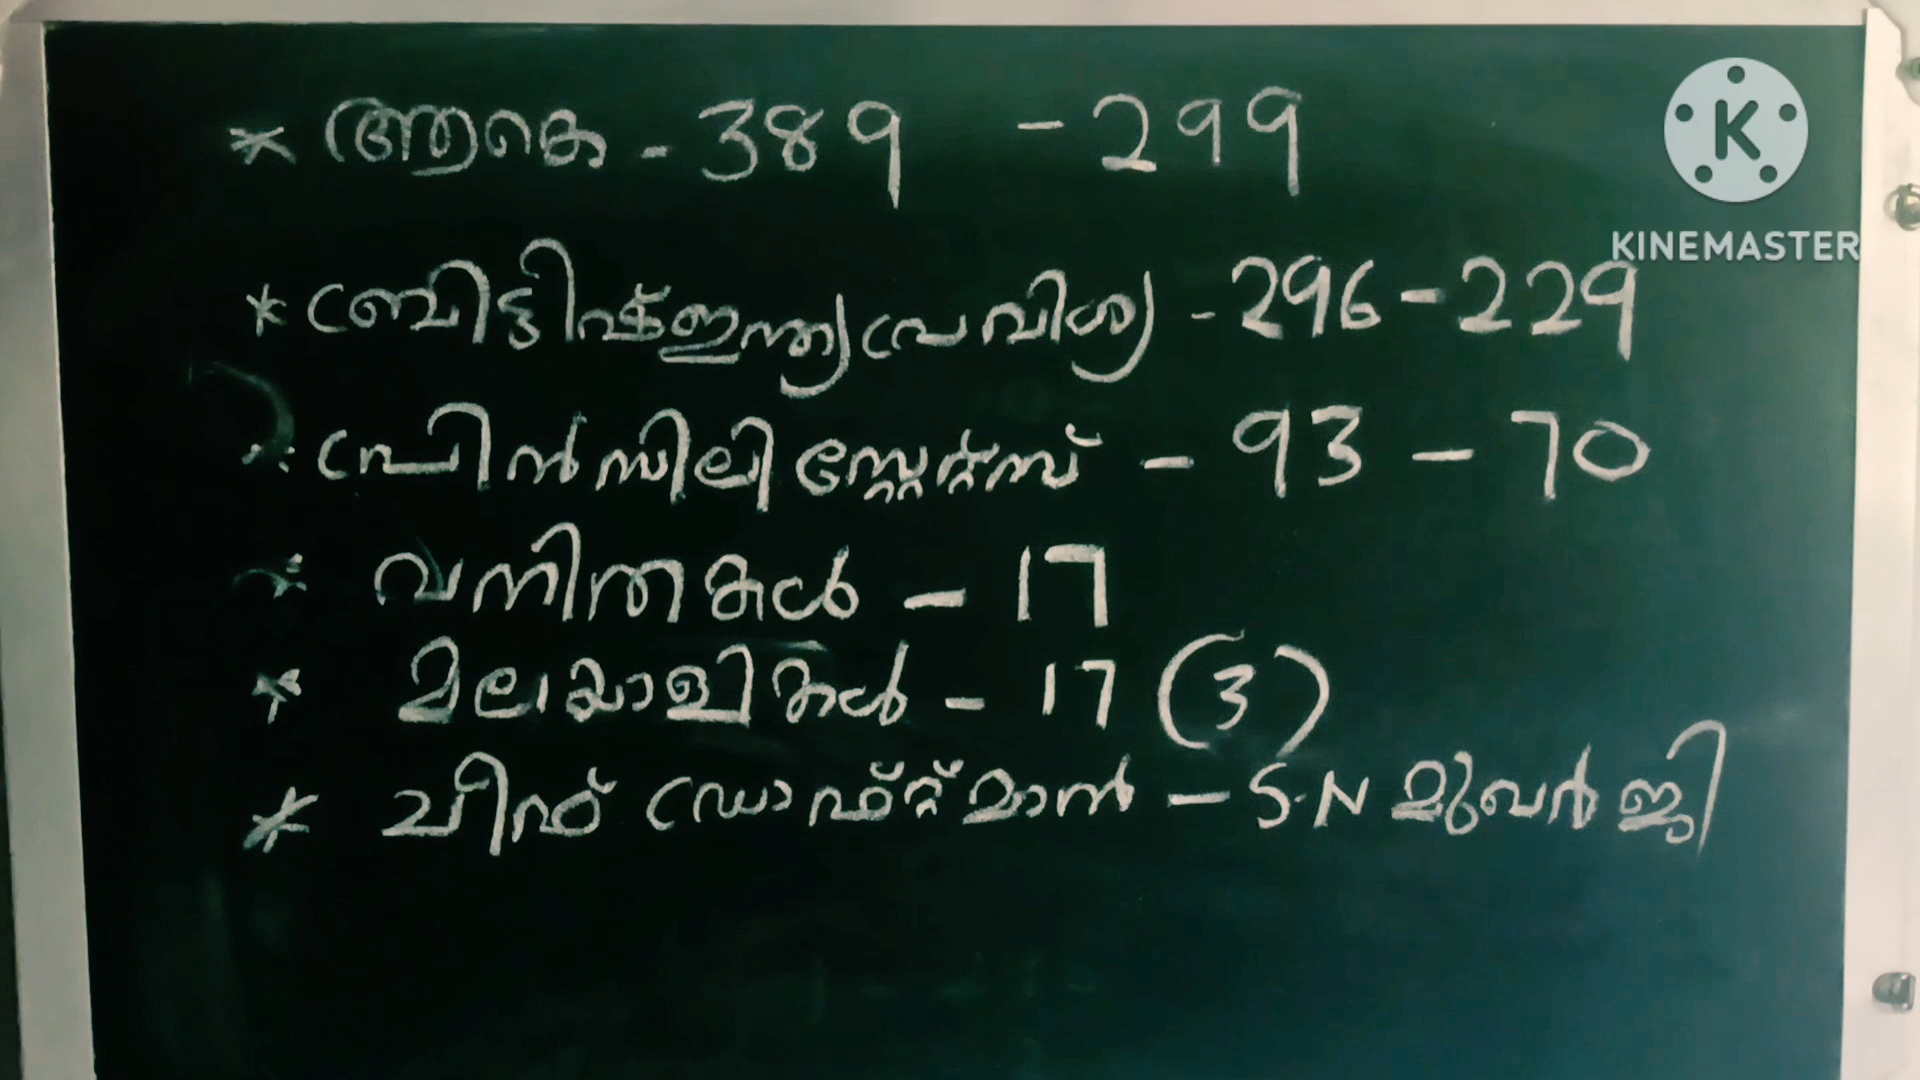 * ആകെ - 389 - 299
KINEMASTER
* ബ്രിട്ടീഷ് ഇന്ത്യ പ്രവിശ്യ - 296 - 229
* പ്രിൻസിലി സ്റ്റേറ്റ്സ് - 93 - 70
* വനിതകൾ - 17
* മലയാളികൾ - 17 (3)
* ചീഫ് ഡ്രാഫ്റ്റ്മാൻ - S.N മുഖർജി